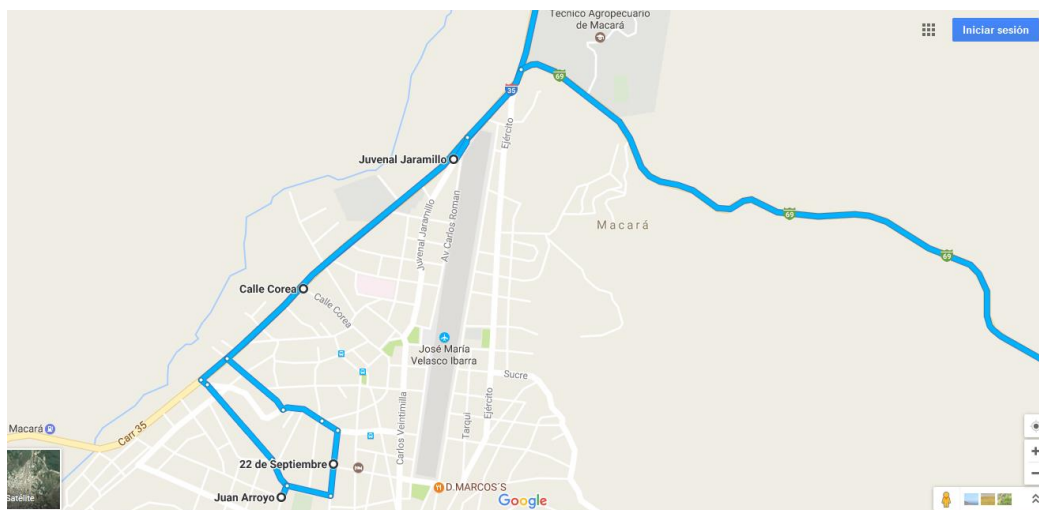 Tecnico Agropecuario
de Macará
Iniciar sesión
69
35
Ejército
Juvenal Jaramillo
Juvenal Jaramillo
Av Carlos Roman
Macará
69
69
Calle Corea
Calle Corea
José María
Velasco Ibarra
Sucre
Carlos Veintimilla
Tarqui
Ejército
Macará
Carr 35
22 de Septiembre
Juan Arroyo
D.MARCOS´S
Google
Satélite